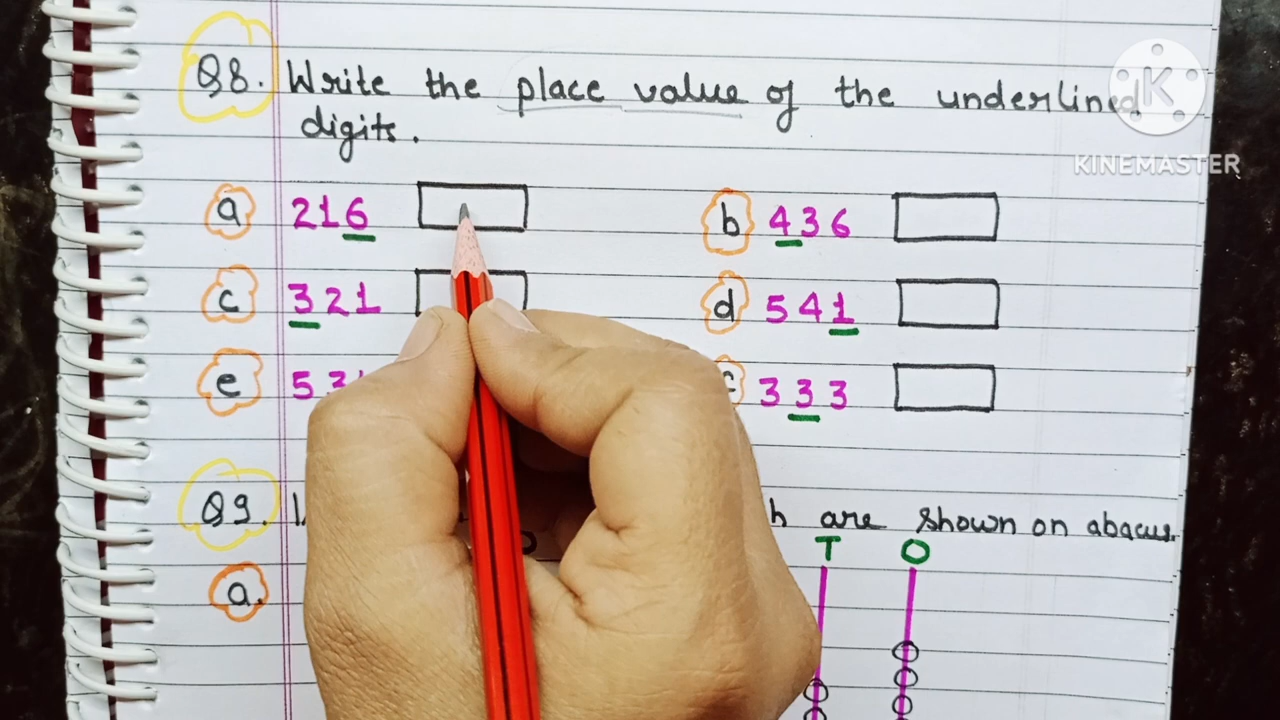 Q8. Write the place value of the underlined
digits.
a 216
b 436
c 321
d 541
e 53
333
Q9. are shown on abacus.
T O
a.
K
KINEMASTER